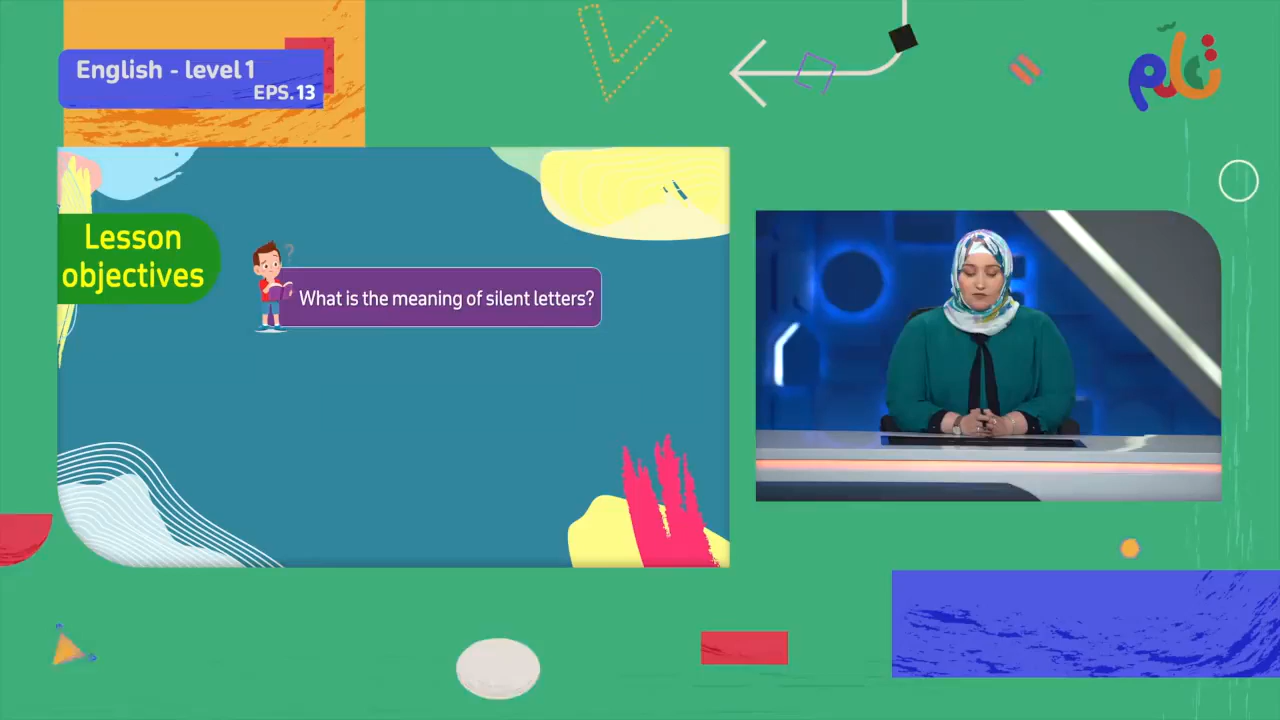 English - level 1
EPS.13
Lesson
objectives
What is the meaning of silent letters?